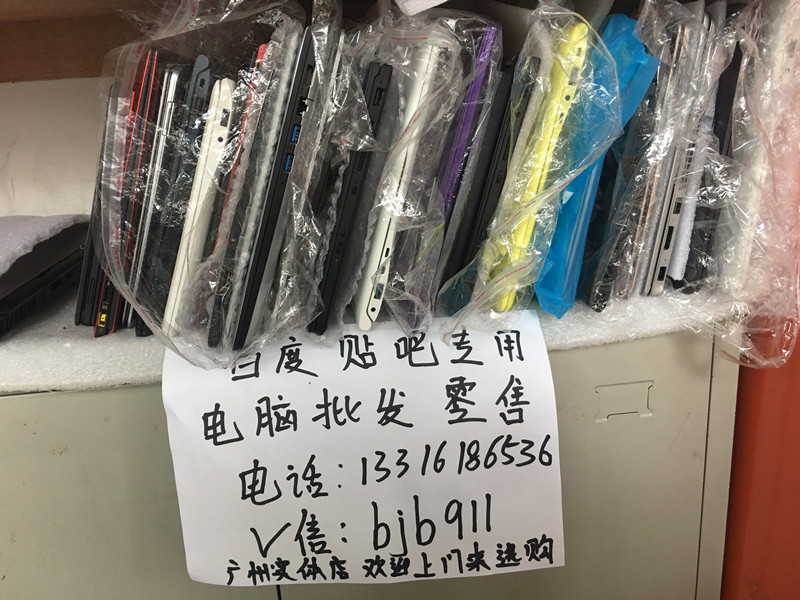 百度 贴吧专用
电脑批发 零售
电话: 13316186536
V信: bjb911
广州实体店 欢迎上门来选购